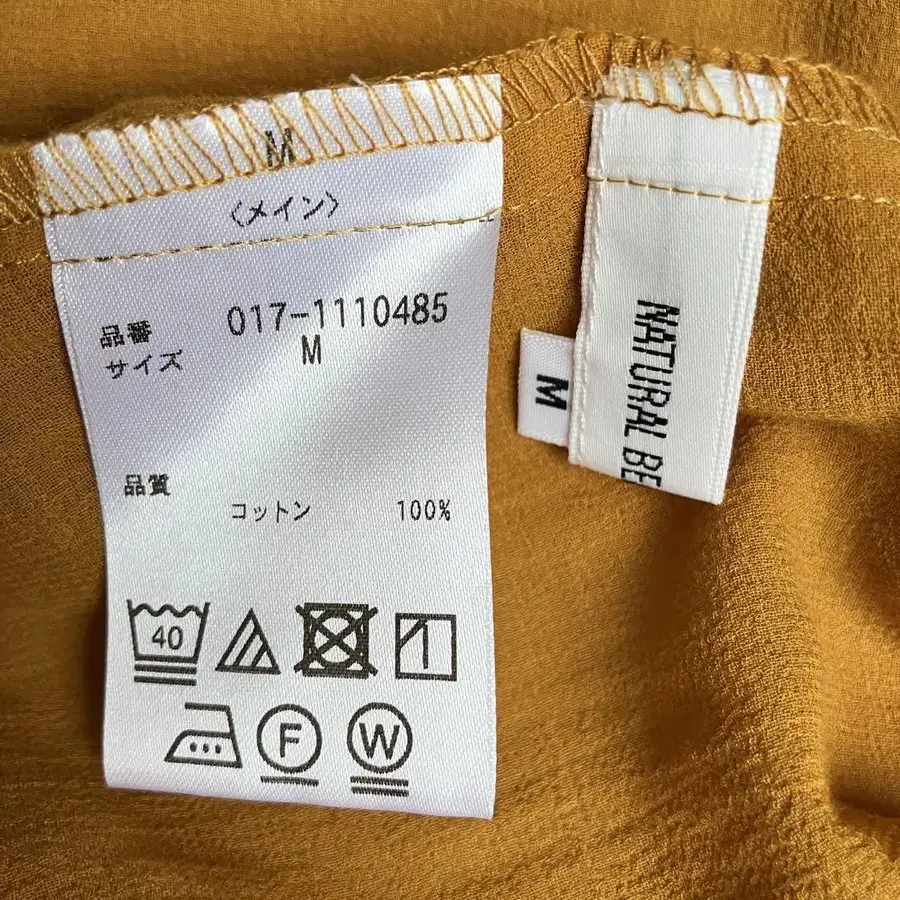 M
〈メイン〉
品番 017-1110485
サイズ M
品質
コットン 100%
40
F
W
M
NATURAL BE